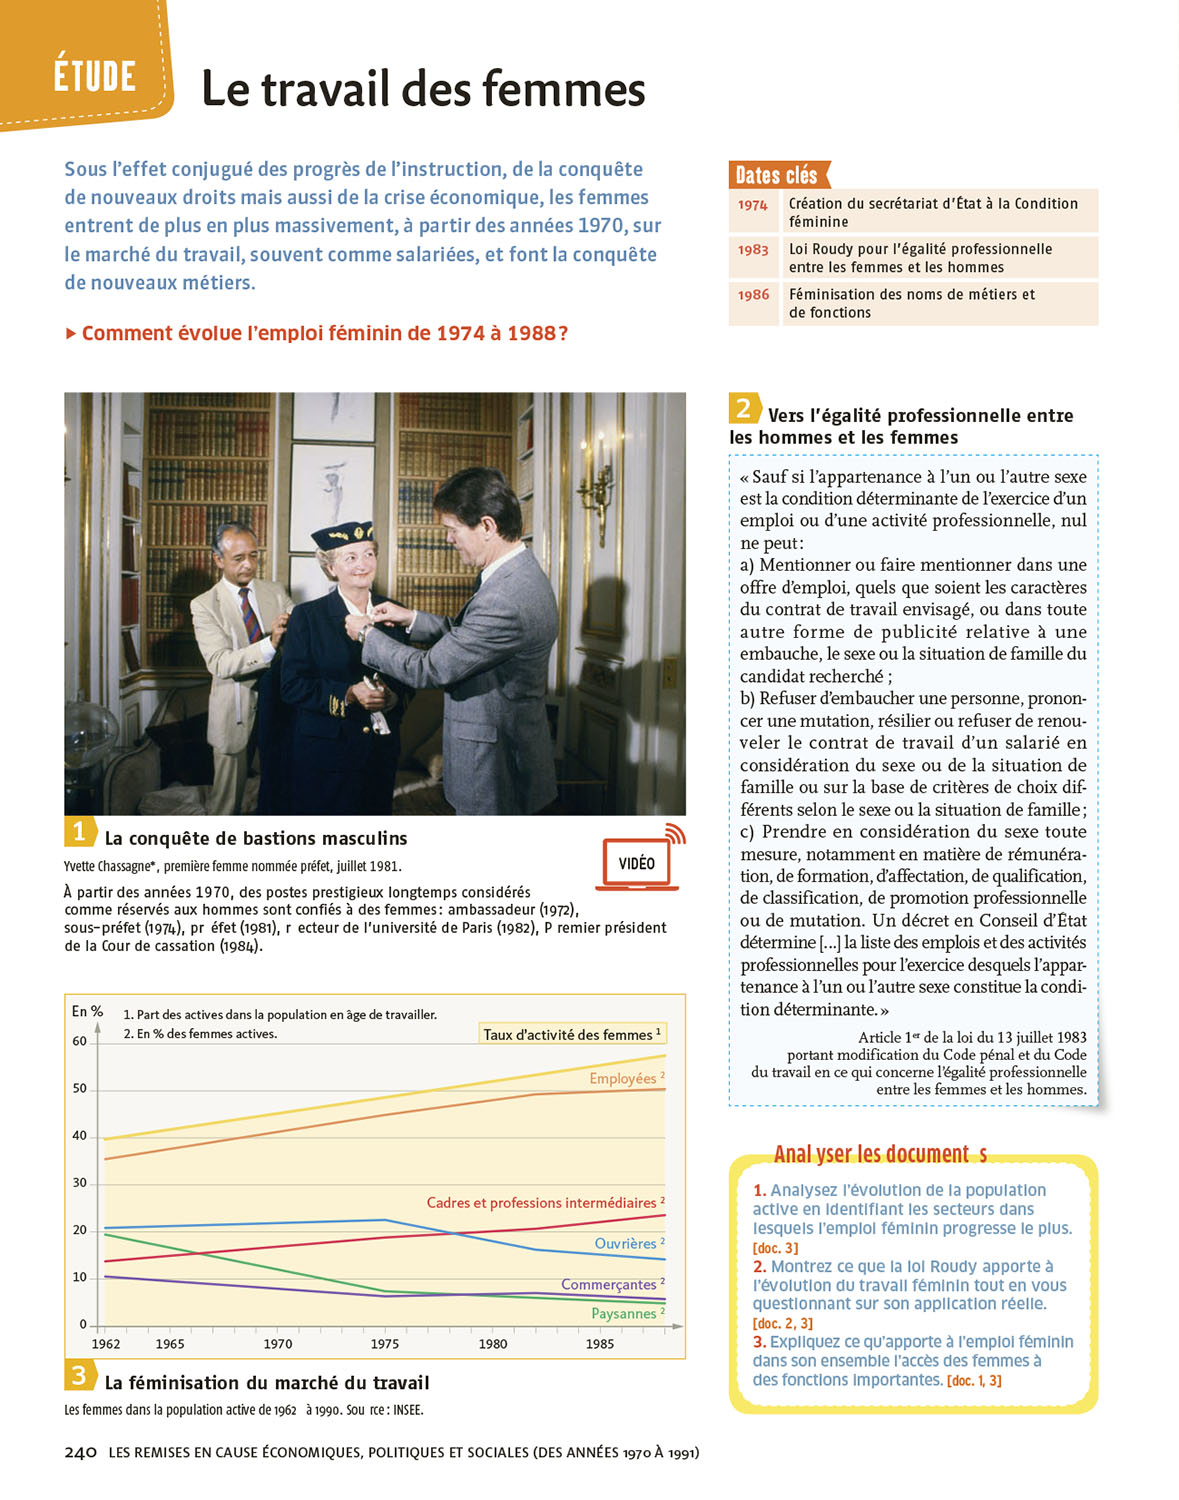 ÉTUDE
Le travail des femmes
Sous l'effet conjugué des progrès de l'instruction, de la conquête
de nouveaux droits mais aussi de la crise économique, les femmes
entrent de plus en plus massivement, à partir des années 1970, sur
le marché du travail, souvent comme salariées, et font la conquête
de nouveaux métiers.
▶ Comment évolue l'emploi féminin de 1974 à 1988 ?
Dates clés
1974 Création du secrétariat d'État à la Condition
féminine
1983 Loi Roudy pour l'égalité professionnelle
entre les femmes et les hommes
1986 Féminisation des noms de métiers et
de fonctions
1 La conquête de bastions masculins
Yvette Chassagne*, première femme nommée préfet, juillet 1981.
À partir des années 1970, des postes prestigieux longtemps considérés
comme réservés aux hommes sont confiés à des femmes : ambassadeur (1972),
sous-préfet (1974), pr éfet (1981), r ecteur de l'université de Paris (1982), P remier président
de la Cour de cassation (1984).
VIDÉO
En %
1. Part des actives dans la population en âge de travailler.
2. En % des femmes actives.
Taux d'activité des femmes 1
Employées 2
Cadres et professions intermédiaires 2
Ouvrières 2
Commerçantes 2
Paysannes 2
60
50
40
30
20
10
0
1962 1965 1970 1975 1980 1985
3 La féminisation du marché du travail
Les femmes dans la population active de 1962 à 1990. Sou rce : INSEE.
2 Vers l'égalité professionnelle entre
les hommes et les femmes
« Sauf si l'appartenance à l'un ou l'autre sexe
est la condition déterminante de l'exercice d'un
emploi ou d'une activité professionnelle, nul
ne peut :
a) Mentionner ou faire mentionner dans une
offre d'emploi, quels que soient les caractères
du contrat de travail envisagé, ou dans toute
autre forme de publicité relative à une
embauche, le sexe ou la situation de famille du
candidat recherché ;
b) Refuser d'embaucher une personne, pronon-
cer une mutation, résilier ou refuser de renou-
veler le contrat de travail d'un salarié en
considération du sexe ou de la situation de
famille ou sur la base de critères de choix dif-
férents selon le sexe ou la situation de famille ;
c) Prendre en considération du sexe toute
mesure, notamment en matière de rémunéra-
tion, de formation, d'affectation, de qualification,
de classification, de promotion professionnelle
ou de mutation. Un décret en Conseil d'État
détermine [...] la liste des emplois et des activités
professionnelles pour l'exercice desquels l'appar-
tenance à l'un ou l'autre sexe constitue la condi-
tion déterminante. »
Article 1er de la loi du 13 juillet 1983
portant modification du Code pénal et du Code
du travail en ce qui concerne l'égalité professionnelle
entre les femmes et les hommes.
Anal yser les document s
1. Analysez l'évolution de la population
active en identifiant les secteurs dans
lesquels l'emploi féminin progresse le plus.
[doc. 3]
2. Montrez ce que la loi Roudy apporte à
l'évolution du travail féminin tout en vous
questionnant sur son application réelle.
[doc. 2, 3]
3. Expliquez ce qu'apporte à l'emploi féminin
dans son ensemble l'accès des femmes à
des fonctions importantes. [doc. 1, 3]
240 LES REMISES EN CAUSE ÉCONOMIQUES, POLITIQUES ET SOCIALES (DES ANNÉES 1970 À 1991)